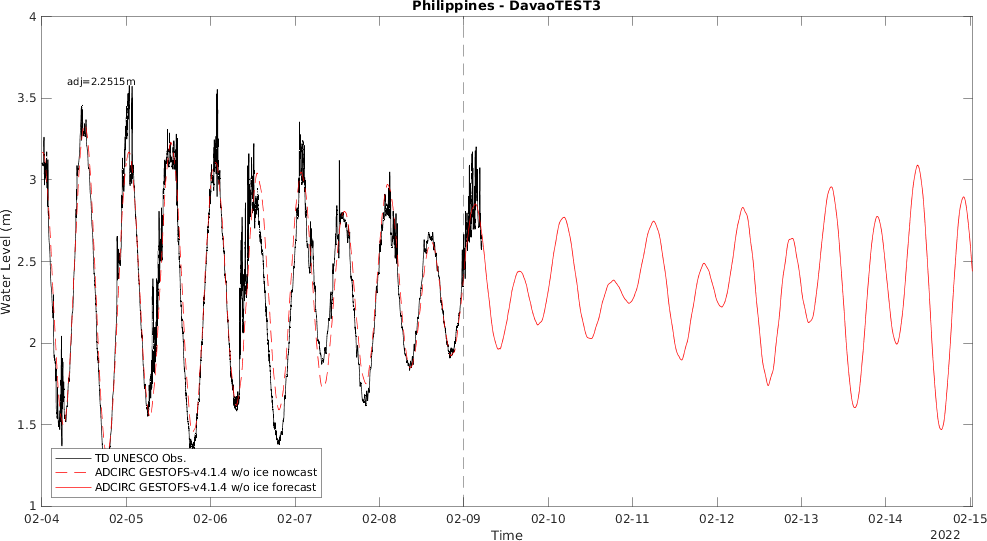 Philippines - DavaoTEST3
4
3.5
3
2.5
2
1.5
1
Water Level (m)
adj=2.2515m
TD UNESCO Obs.
ADCIRC GESTOFS-v4.1.4 w/o ice nowcast
ADCIRC GESTOFS-v4.1.4 w/o ice forecast
02-04 02-05 02-06 02-07 02-08 02-09 02-10 02-11 02-12 02-13 02-14 02-15
Time
2022